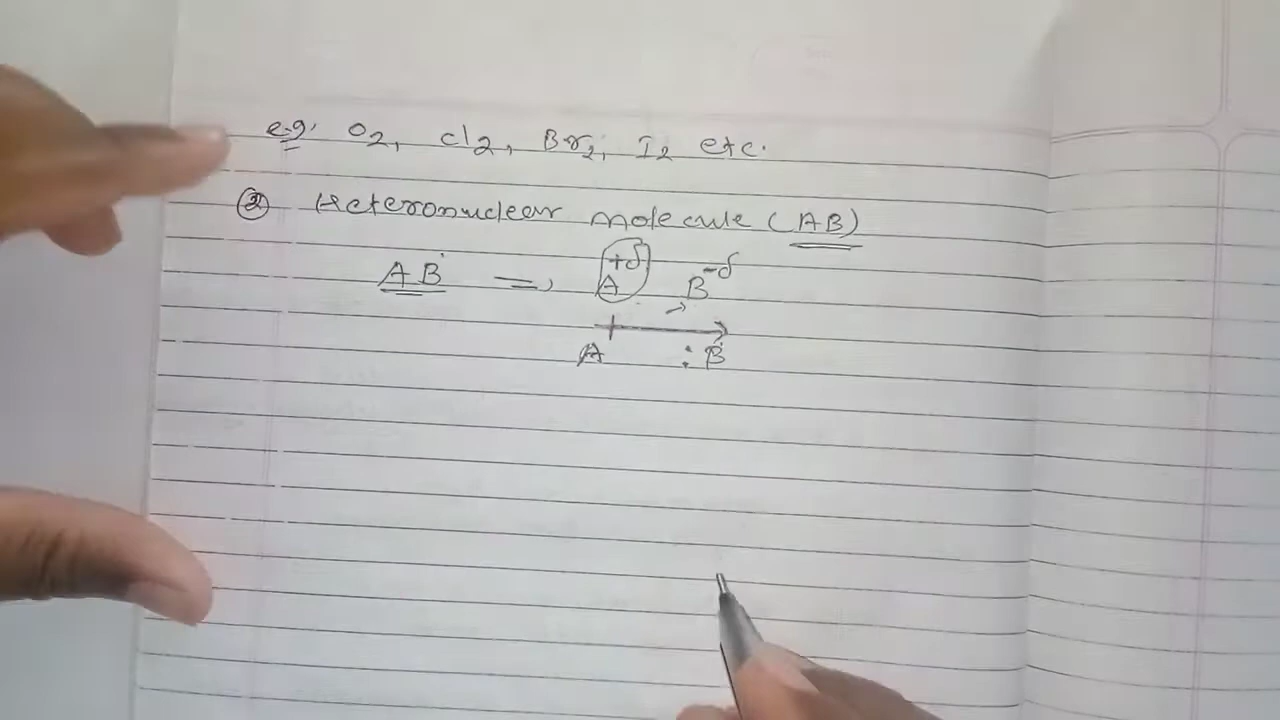 e.g. O2, Cl2, Br2, I2 etc.
② Heteronuclear molecule (AB)
AB ⇒, A+δ B-δ
→
A :B